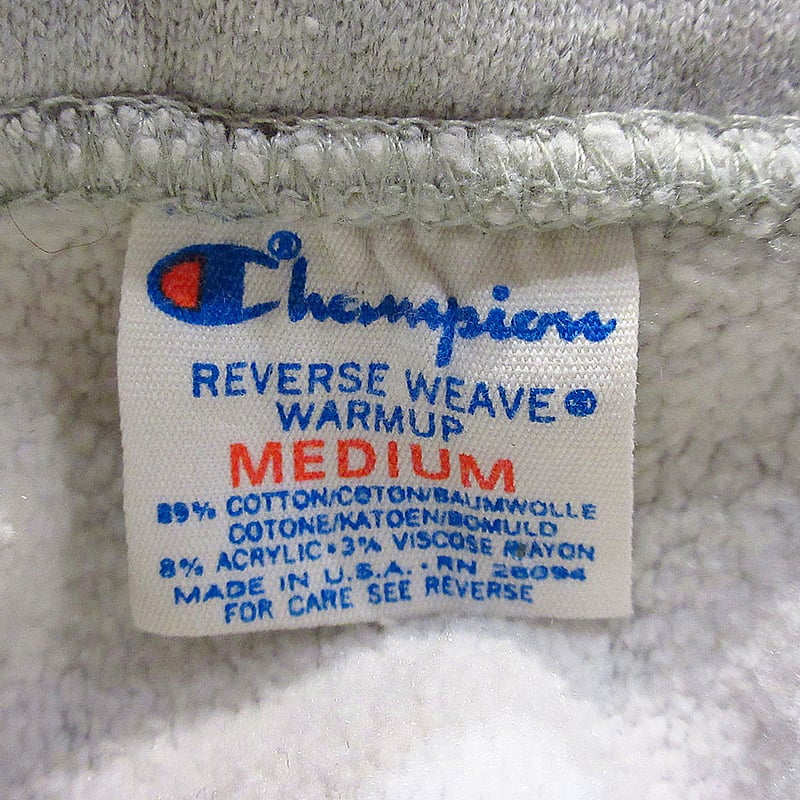 Champion®
REVERSE WEAVE ®
WARMUP
MEDIUM
89% COTTON/COTON/BAUMWOLLE
COTONE/KATOEN/BOMULD
8% ACRYLIC•3% VISCOSE RAYON
MADE IN U.S.A.•RN 26094
FOR CARE SEE REVERSE